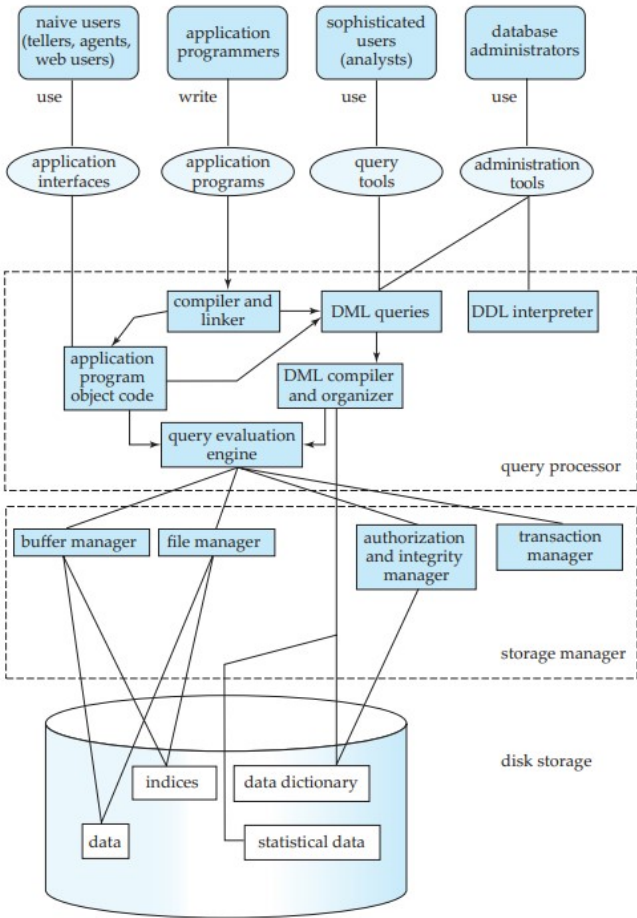 naive users
(tellers, agents,
web users)
application
programmers
sophisticated
users
(analysts)
database
administrators
use
write
use
use
application
interfaces
application
programs
query
tools
administration
tools
compiler and
linker
DML queries
DDL interpreter
application
program
object code
DML compiler
and organizer
query evaluation
engine
query processor
buffer manager
file manager
authorization
and integrity
manager
transaction
manager
storage manager
disk storage
indices
data dictionary
data
statistical data